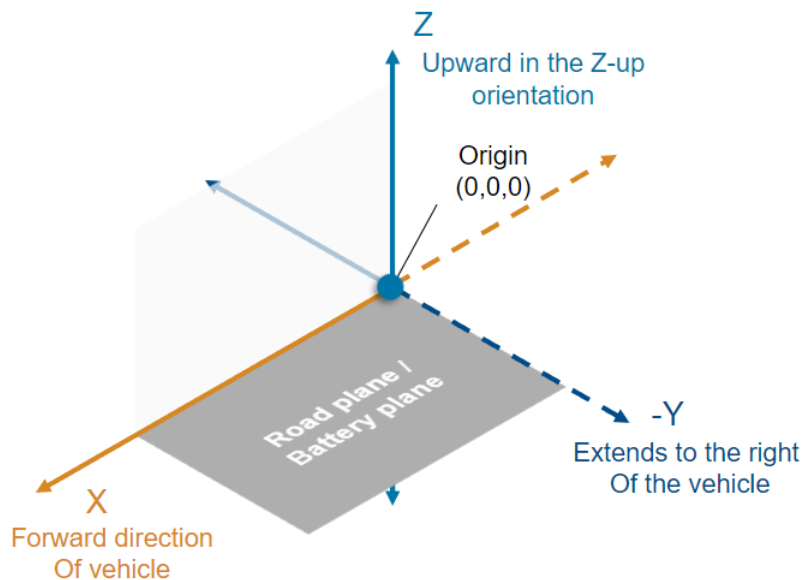 Z
Upward in the Z-up
orientation
Origin
(0,0,0)
Road plane /
Battery plane
-Y
Extends to the right
Of the vehicle
X
Forward direction
Of vehicle